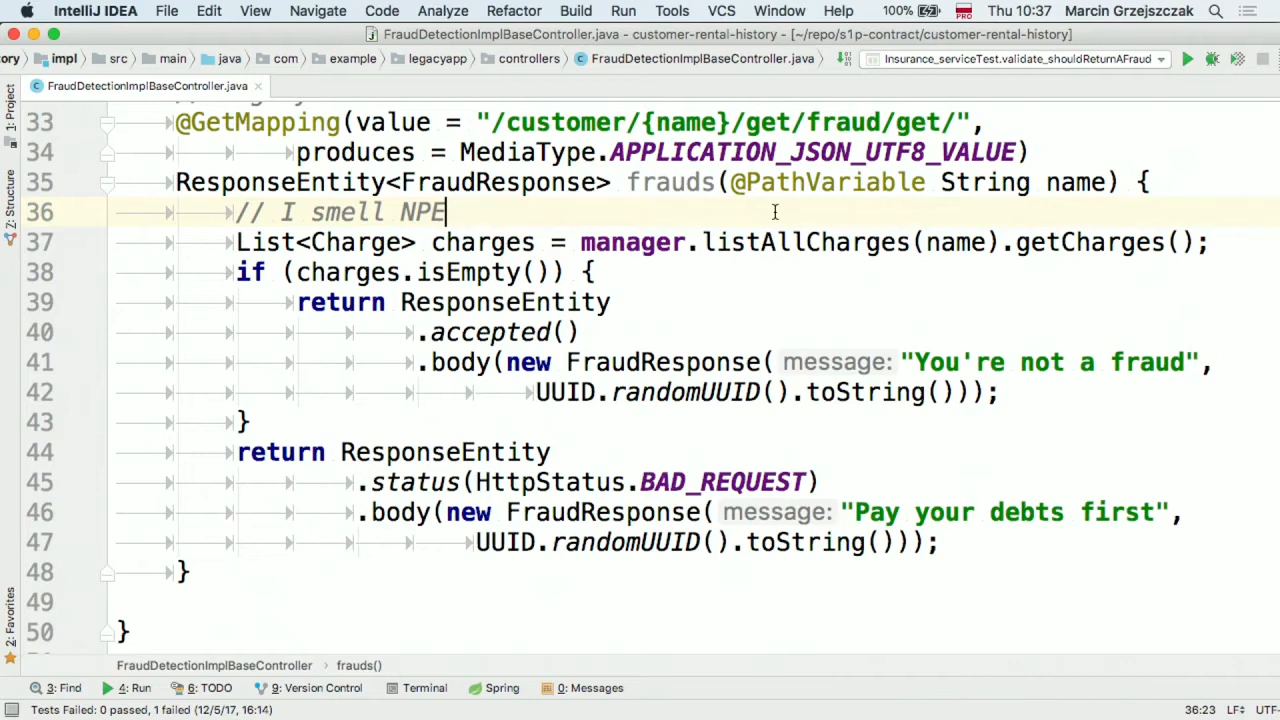 IntelliJ IDEA File Edit View Navigate Code Analyze Refactor Build Run Tools VCS Window Help 100% PRO Thu 10:37 Marcin Grzejszczak
FraudDetectionImplBaseController.java - customer-rental-history - [~/repo/s1p-contract/customer-rental-history]
ory impl src main java com example legacyapp controllers FraudDetectionImplBaseController.java Insurance_serviceTest.validate_shouldReturnAFraud
FraudDetectionImplBaseController.java
1: Project
Z: Structure
2: Favorites
33 @GetMapping(value = "/customer/{name}/get/fraud/get/",
34 produces = MediaType.APPLICATION_JSON_UTF8_VALUE)
35 ResponseEntity<FraudResponse> frauds(@PathVariable String name) {
36 // I smell NPE
37 List<Charge> charges = manager.listAllCharges(name).getCharges();
38 if (charges.isEmpty()) {
39 return ResponseEntity
40 .accepted()
41 .body(new FraudResponse( message: "You're not a fraud",
42 UUID.randomUUID().toString()));
43 }
44 return ResponseEntity
45 .status(HttpStatus.BAD_REQUEST)
46 .body(new FraudResponse( message: "Pay your debts first",
47 UUID.randomUUID().toString()));
48 }
49
50 }
FraudDetectionImplBaseController › frauds()
3: Find 4: Run 6: TODO 9: Version Control Terminal Spring 0: Messages
Tests Failed: 0 passed, 1 failed (12/5/17, 16:14) 36:23 LF÷ UTF-